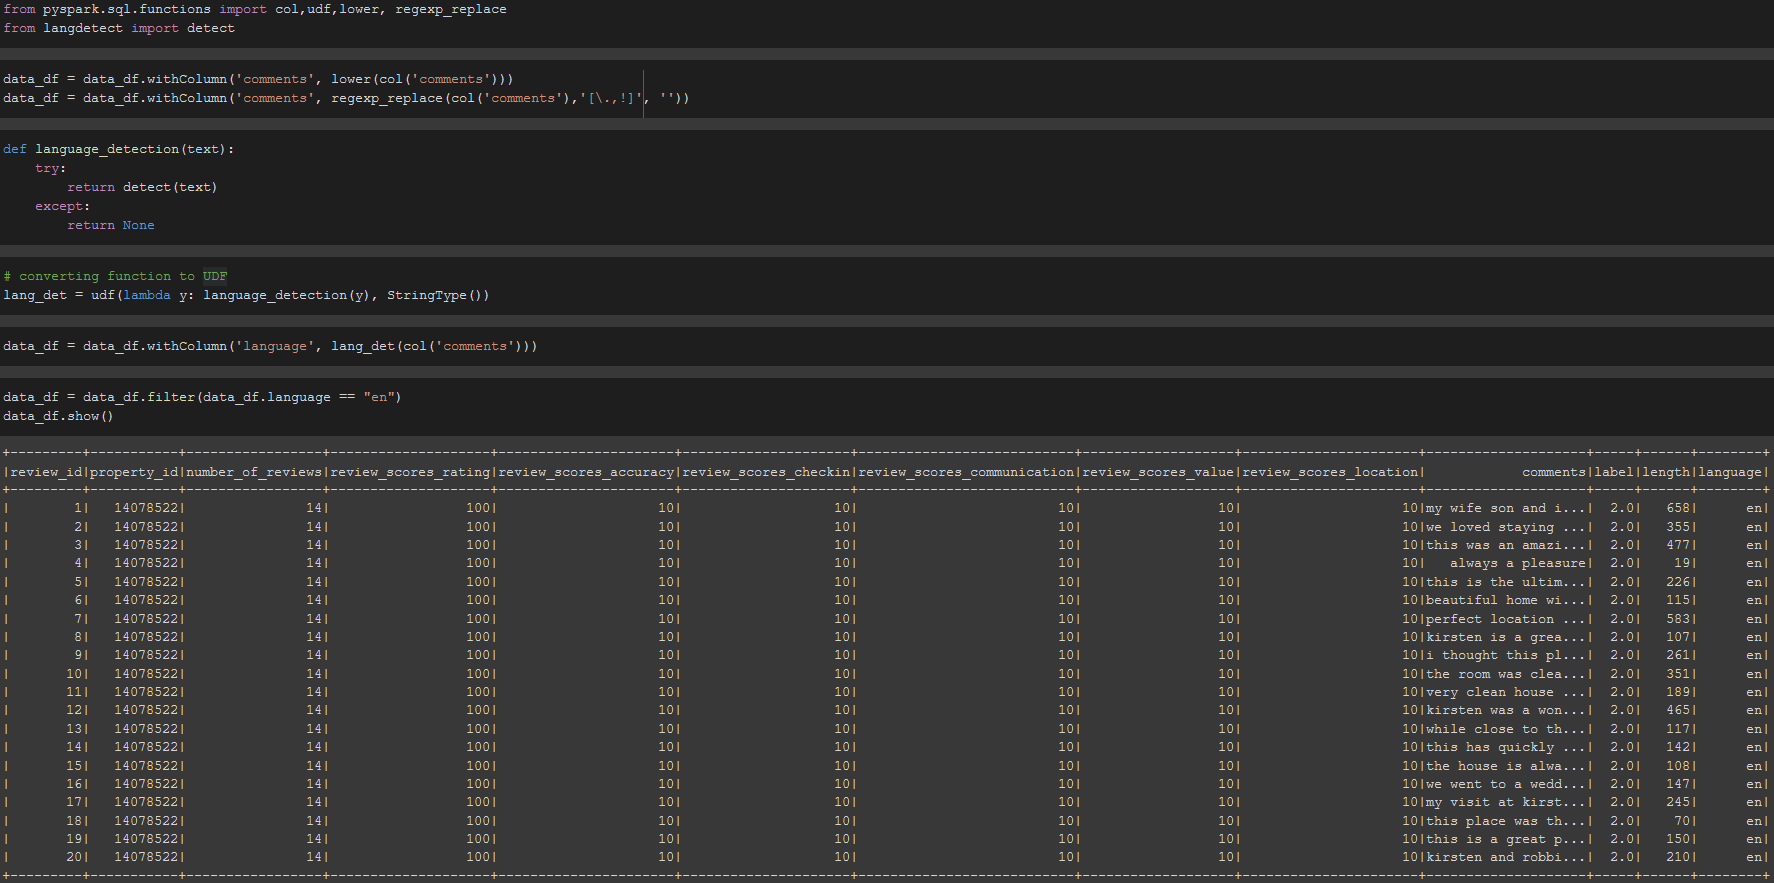 from pyspark.sql.functions import col,udf,lower, regexp_replace
from langdetect import detect
data_df = data_df.withColumn('comments', lower(col('comments')))
data_df = data_df.withColumn('comments', regexp_replace(col('comments'),'[\.,!]', ''))
def language_detection(text):
    try:
        return detect(text)
    except:
        return None
# converting function to UDF
lang_det = udf(lambda y: language_detection(y), StringType())
data_df = data_df.withColumn('language', lang_det(col('comments')))
data_df = data_df.filter(data_df.language == "en")
data_df.show()
+---------+-----------+-----------------+--------------------+----------------------+---------------------+---------------------------+-------------------+----------------------+--------------------+-----+------+--------+
|review_id|property_id|number_of_reviews|review_scores_rating|review_scores_accuracy|review_scores_checkin|review_scores_communication|review_scores_value|review_scores_location|            comments|label|length|language|
+---------+-----------+-----------------+--------------------+----------------------+---------------------+---------------------------+-------------------+----------------------+--------------------+-----+------+--------+
|        1|   14078522|               14|                 100|                    10|                   10|                         10|                 10|                    10|my wife son and i...|  2.0|   658|      en|
|        2|   14078522|               14|                 100|                    10|                   10|                         10|                 10|                    10|we loved staying ...|  2.0|   355|      en|
|        3|   14078522|               14|                 100|                    10|                   10|                         10|                 10|                    10|this was an amazi...|  2.0|   477|      en|
|        4|   14078522|               14|                 100|                    10|                   10|                         10|                 10|                    10|   always a pleasure|  2.0|    19|      en|
|        5|   14078522|               14|                 100|                    10|                   10|                         10|                 10|                    10|this is the ultim...|  2.0|   226|      en|
|        6|   14078522|               14|                 100|                    10|                   10|                         10|                 10|                    10|beautiful home wi...|  2.0|   115|      en|
|        7|   14078522|               14|                 100|                    10|                   10|                         10|                 10|                    10|perfect location ...|  2.0|   583|      en|
|        8|   14078522|               14|                 100|                    10|                   10|                         10|                 10|                    10|kirsten is a grea...|  2.0|   107|      en|
|        9|   14078522|               14|                 100|                    10|                   10|                         10|                 10|                    10|i thought this pl...|  2.0|   261|      en|
|       10|   14078522|               14|                 100|                    10|                   10|                         10|                 10|                    10|the room was clea...|  2.0|   351|      en|
|       11|   14078522|               14|                 100|                    10|                   10|                         10|                 10|                    10|very clean house ...|  2.0|   189|      en|
|       12|   14078522|               14|                 100|                    10|                   10|                         10|                 10|                    10|kirsten was a won...|  2.0|   465|      en|
|       13|   14078522|               14|                 100|                    10|                   10|                         10|                 10|                    10|while close to th...|  2.0|   117|      en|
|       14|   14078522|               14|                 100|                    10|                   10|                         10|                 10|                    10|this has quickly ...|  2.0|   142|      en|
|       15|   14078522|               14|                 100|                    10|                   10|                         10|                 10|                    10|the house is alwa...|  2.0|   108|      en|
|       16|   14078522|               14|                 100|                    10|                   10|                         10|                 10|                    10|we went to a wedd...|  2.0|   147|      en|
|       17|   14078522|               14|                 100|                    10|                   10|                         10|                 10|                    10|my visit at kirst...|  2.0|   245|      en|
|       18|   14078522|               14|                 100|                    10|                   10|                         10|                 10|                    10|this place was th...|  2.0|    70|      en|
|       19|   14078522|               14|                 100|                    10|                   10|                         10|                 10|                    10|this is a great p...|  2.0|   150|      en|
|       20|   14078522|               14|                 100|                    10|                   10|                         10|                 10|                    10|kirsten and robbi...|  2.0|   210|      en|
+---------+-----------+-----------------+--------------------+----------------------+---------------------+---------------------------+-------------------+----------------------+--------------------+-----+------+--------+